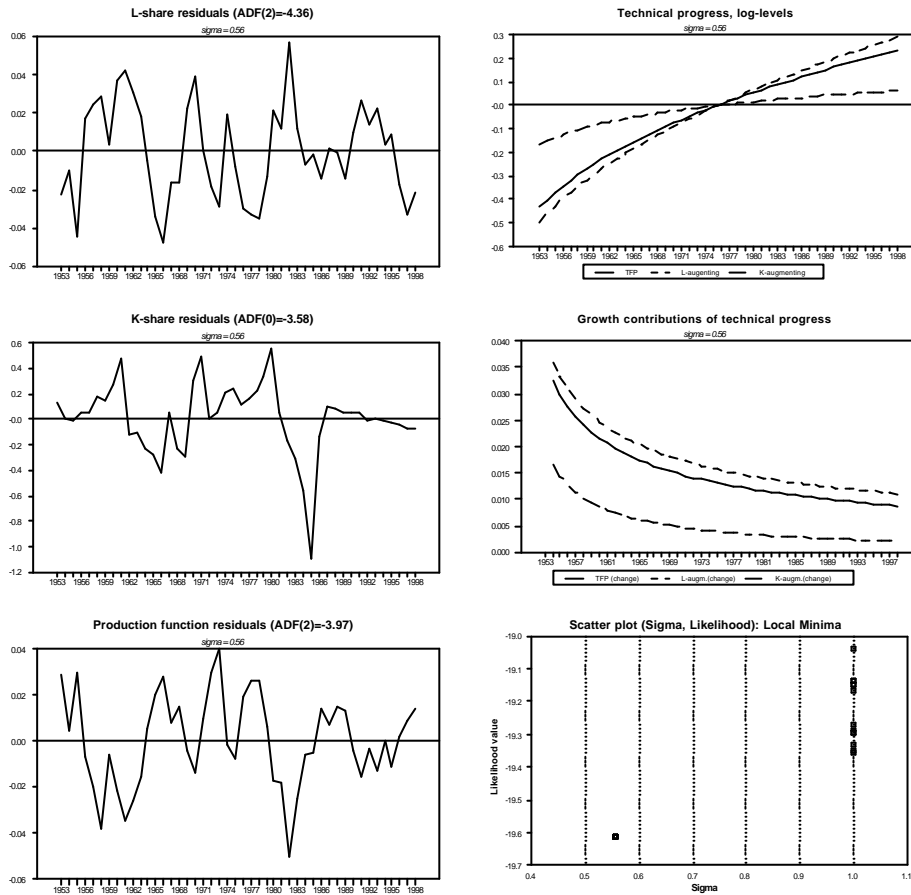 L-share residuals (ADF(2)=-4.36)
sigma = 0.56
0.06
0.04
0.02
0.00
-0.02
-0.04
-0.06
1953 1956 1959 1962 1965 1968 1971 1974 1977 1980 1983 1986 1989 1992 1995 1998
Technical progress, log-levels
sigma = 0.56
0.3
0.2
0.1
-0.0
-0.1
-0.2
-0.3
-0.4
-0.5
-0.6
1953 1956 1959 1962 1965 1968 1971 1974 1977 1980 1983 1986 1989 1992 1995 1998
TFP L-augenting K-augmenting
K-share residuals (ADF(0)=-3.58)
sigma = 0.56
0.6
0.4
0.2
-0.0
-0.2
-0.4
-0.6
-0.8
-1.0
-1.2
1953 1956 1959 1962 1965 1968 1971 1974 1977 1980 1983 1986 1989 1992 1995 1998
Growth contributions of technical progress
sigma = 0.56
0.040
0.035
0.030
0.025
0.020
0.015
0.010
0.005
0.000
1953 1957 1961 1965 1969 1973 1977 1981 1985 1989 1993 1997
TFP (change) L-augm.(change) K-augm.(change)
Production function residuals (ADF(2)=-3.97)
sigma = 0.56
0.04
0.02
0.00
-0.02
-0.04
-0.06
1953 1956 1959 1962 1965 1968 1971 1974 1977 1980 1983 1986 1989 1992 1995 1998
Scatter plot (Sigma, Likelihood): Local Minima
Likelihood value
-19.0
-19.1
-19.2
-19.3
-19.4
-19.5
-19.6
-19.7
0.4 0.5 0.6 0.7 0.8 0.9 1.0 1.1
Sigma